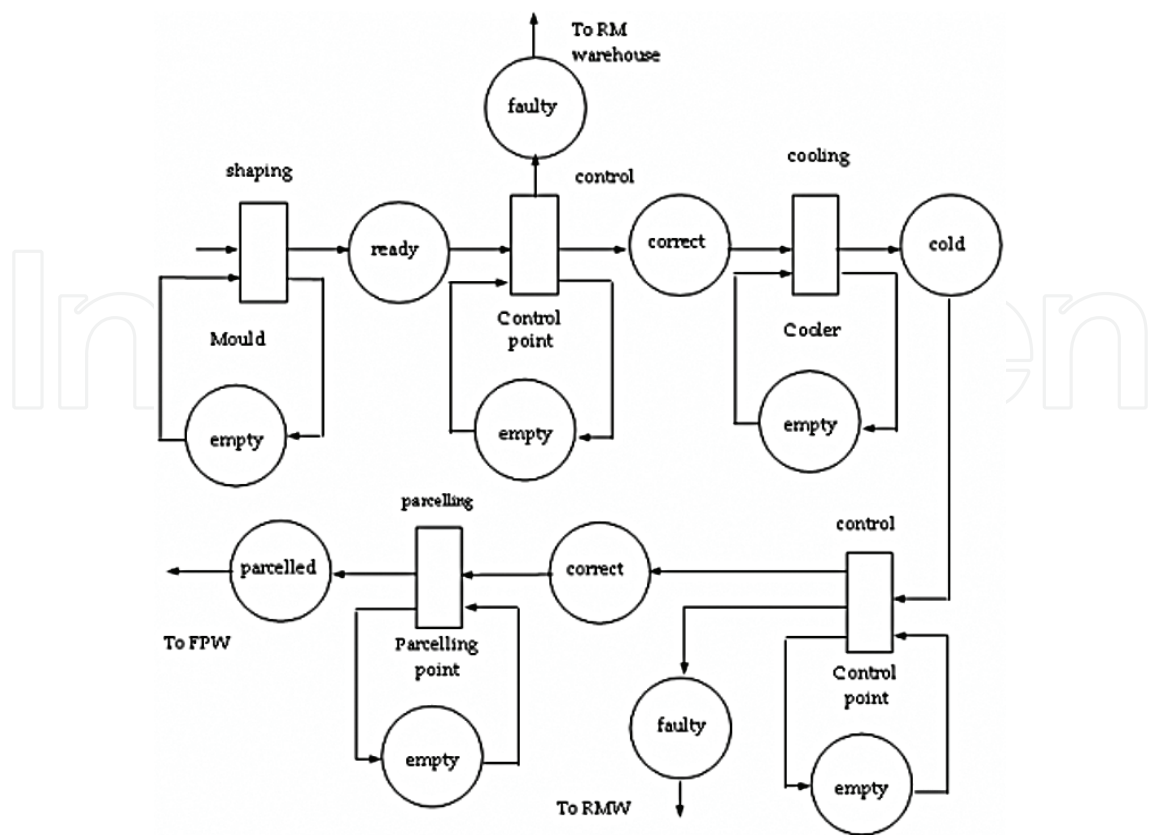 To RM
warehouse
faulty
shaping
control
cooling
ready
correct
cold
Mould
Control
point
Cooler
empty
empty
empty
parcelling
control
parcelled
correct
To FPW
Parcelling
point
Control
point
faulty
empty
empty
To RMW